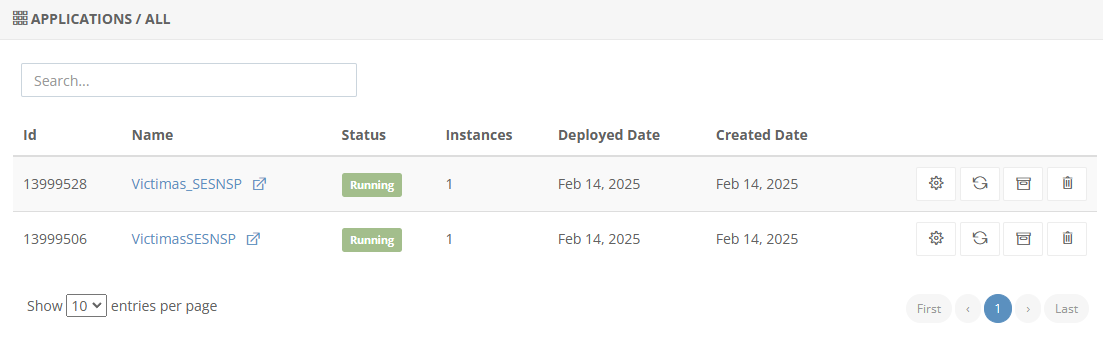 APPLICATIONS / ALL
Search...
Id Name Status Instances Deployed Date Created Date
13999528 Victimas_SESNSP Running 1 Feb 14, 2025 Feb 14, 2025
13999506 VictimasSESNSP Running 1 Feb 14, 2025 Feb 14, 2025
Show 10 entries per page First ‹ 1 › Last